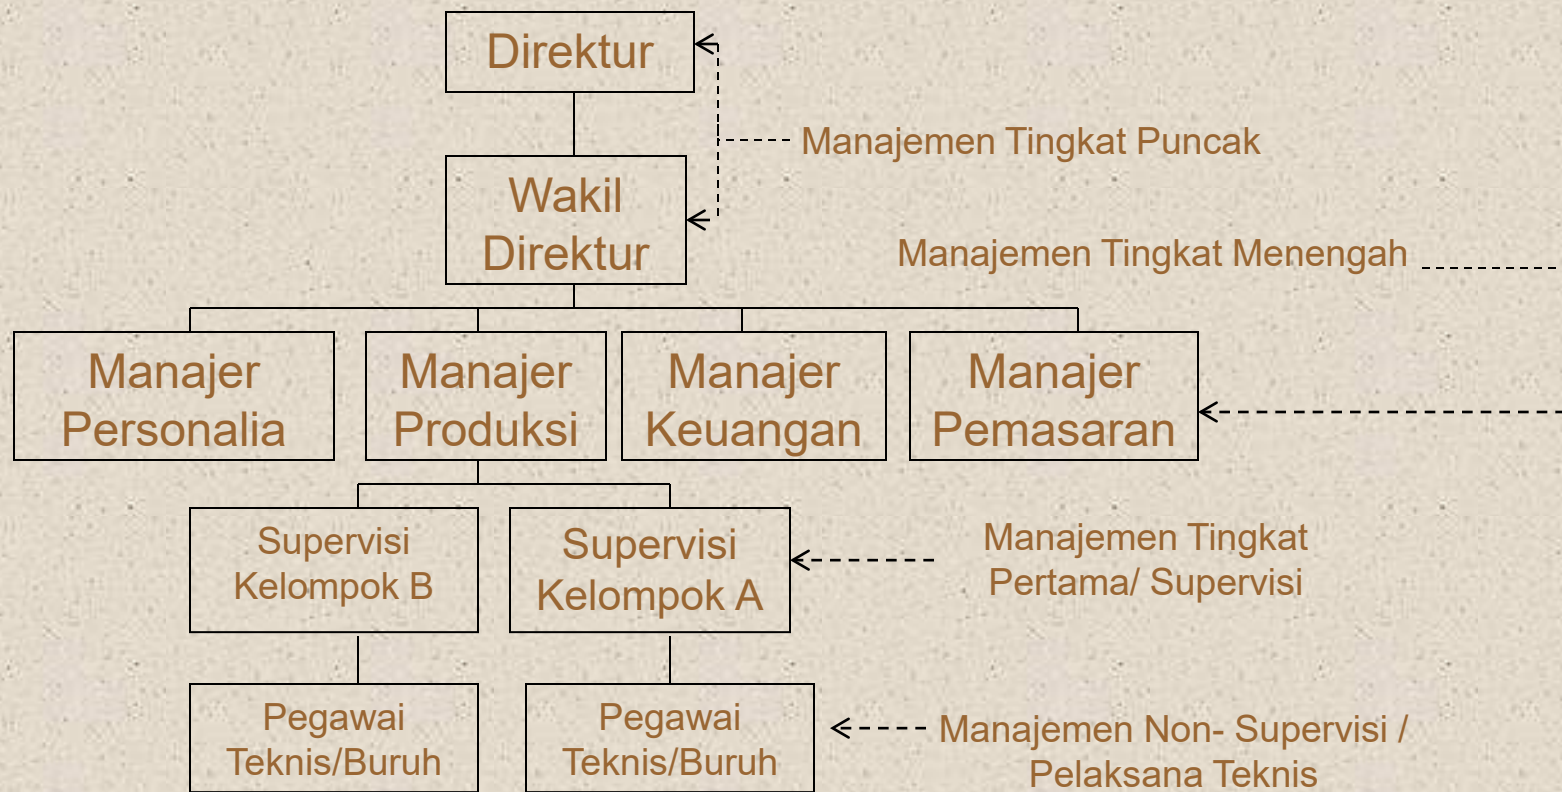 Direktur
Manajemen Tingkat Puncak
Wakil
Direktur
Manajemen Tingkat Menengah
Manajer
Personalia
Manajer
Produksi
Manajer
Keuangan
Manajer
Pemasaran
Supervisi
Kelompok B
Supervisi
Kelompok A
Manajemen Tingkat
Pertama/ Supervisi
Pegawai
Teknis/Buruh
Pegawai
Teknis/Buruh
Manajemen Non- Supervisi /
Pelaksana Teknis